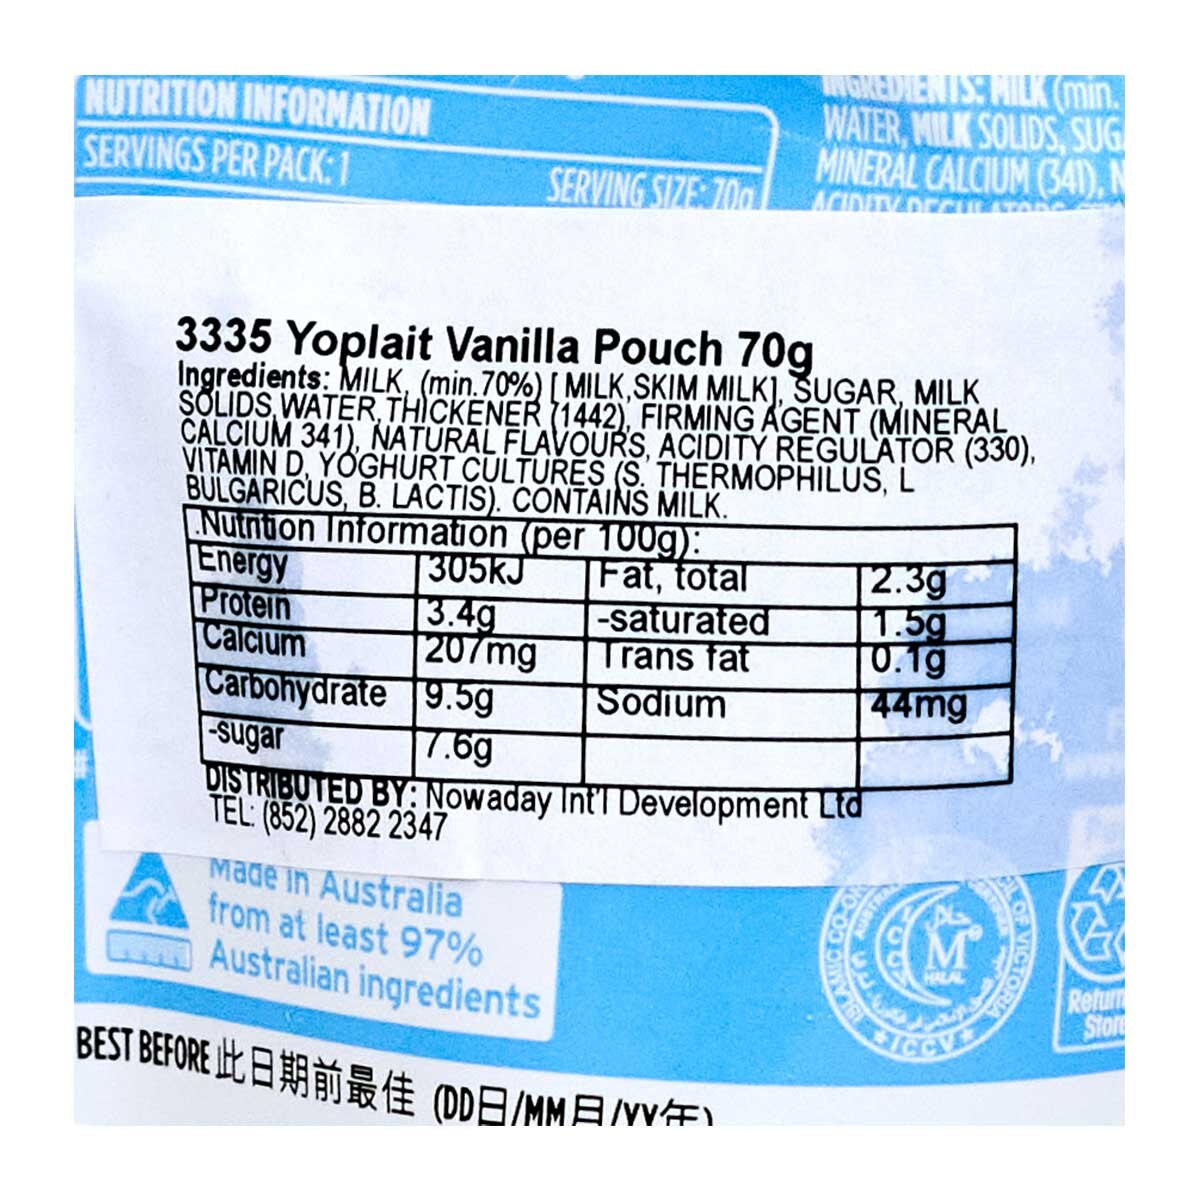 NUTRITION INFORMATION
SERVINGS PER PACK: 1
SERVING SIZE: 70g
INGREDIENTS: MILK (min.
WATER, MILK SOLIDS, SUG
MINERAL CALCIUM (341), N
3335 Yoplait Vanilla Pouch 70g
Ingredients: MILK, (min.70%) [ MILK,SKIM MILK], SUGAR, MILK
SOLIDS,WATER,THICKENER (1442), FIRMING AGENT (MINERAL
CALCIUM 341), NATURAL FLAVOURS, ACIDITY REGULATOR (330),
VITAMIN D, YOGHURT CULTURES (S. THERMOPHILUS, L
BULGARICUS, B. LACTIS). CONTAINS MILK.
.Nutrition Information (per 100g):
Energy 305kJ Fat, total 2.3g
Protein 3.4g -saturated 1.5g
Calcium 207mg Trans fat 0.1g
Carbohydrate 9.5g Sodium 44mg
-sugar 7.6g
DISTRIBUTED BY: Nowaday Int'l Development Ltd
TEL: (852) 2882 2347
Made in Australia
from at least 97%
Australian ingredients
M
HALAL
ICCV
OF VICTORIA
Return
Store
BEST BEFORE 此日期前最佳 (DD日/MM月/YY年)